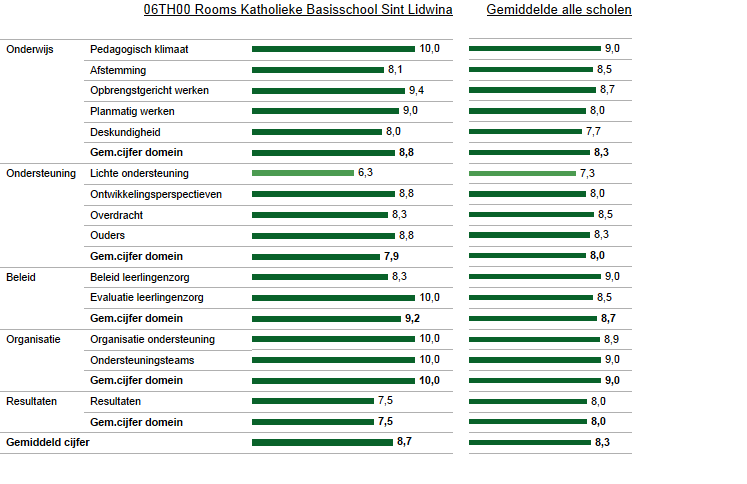 06TH00 Rooms Katholieke Basisschool Sint Lidwina Gemiddelde alle scholen
Onderwijs Pedagogisch klimaat 10,0 9,0
Afstemming 8,1 8,5
Opbrengstgericht werken 9,4 8,7
Planmatig werken 9,0 8,0
Deskundigheid 8,0 7,7
Gem.cijfer domein 8,8 8,3
Ondersteuning Lichte ondersteuning 6,3 7,3
Ontwikkelingsperspectieven 8,8 8,0
Overdracht 8,3 8,5
Ouders 8,8 8,3
Gem.cijfer domein 7,9 8,0
Beleid Beleid leerlingenzorg 8,3 9,0
Evaluatie leerlingenzorg 10,0 8,5
Gem.cijfer domein 9,2 8,7
Organisatie Organisatie ondersteuning 10,0 8,9
Ondersteuningsteams 10,0 9,0
Gem.cijfer domein 10,0 9,0
Resultaten Resultaten 7,5 8,0
Gem.cijfer domein 7,5 8,0
Gemiddeld cijfer 8,7 8,3